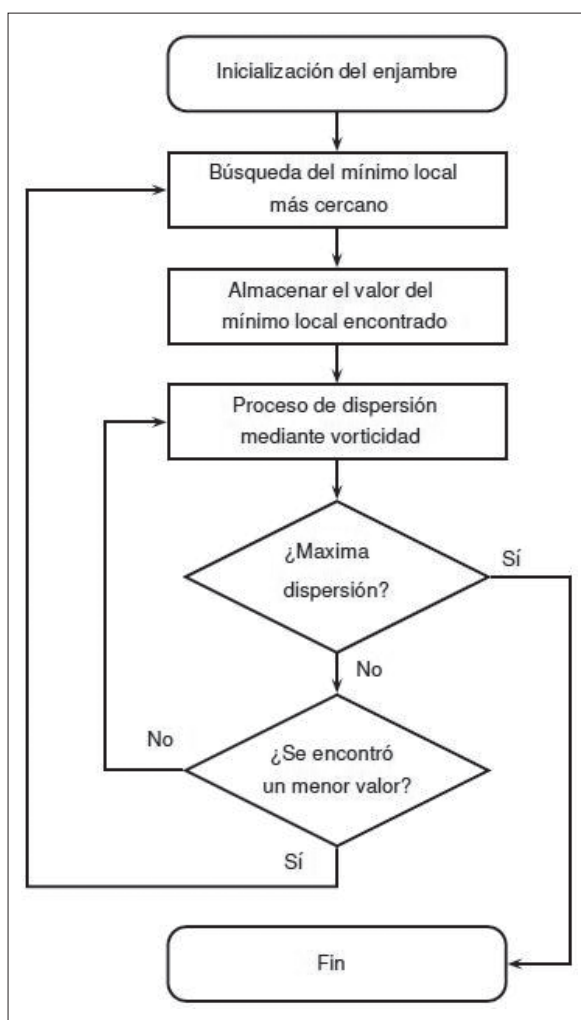 Inicialización del enjambre
Búsqueda del mínimo local
más cercano
Almacenar el valor del
mínimo local encontrado
Proceso de dispersión
mediante vorticidad
¿Maxima
dispersión?
Sí
No
¿Se encontró
un menor valor?
No
Sí
Fin